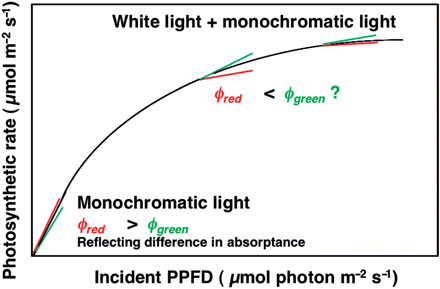 White light + monochromatic light
ϕred < ϕgreen ?
Monochromatic light
ϕred > ϕgreen
Reflecting difference in absorptance
Photosynthetic rate ( μmol m⁻² s⁻¹)
Incident PPFD ( μmol photon m⁻² s⁻¹)